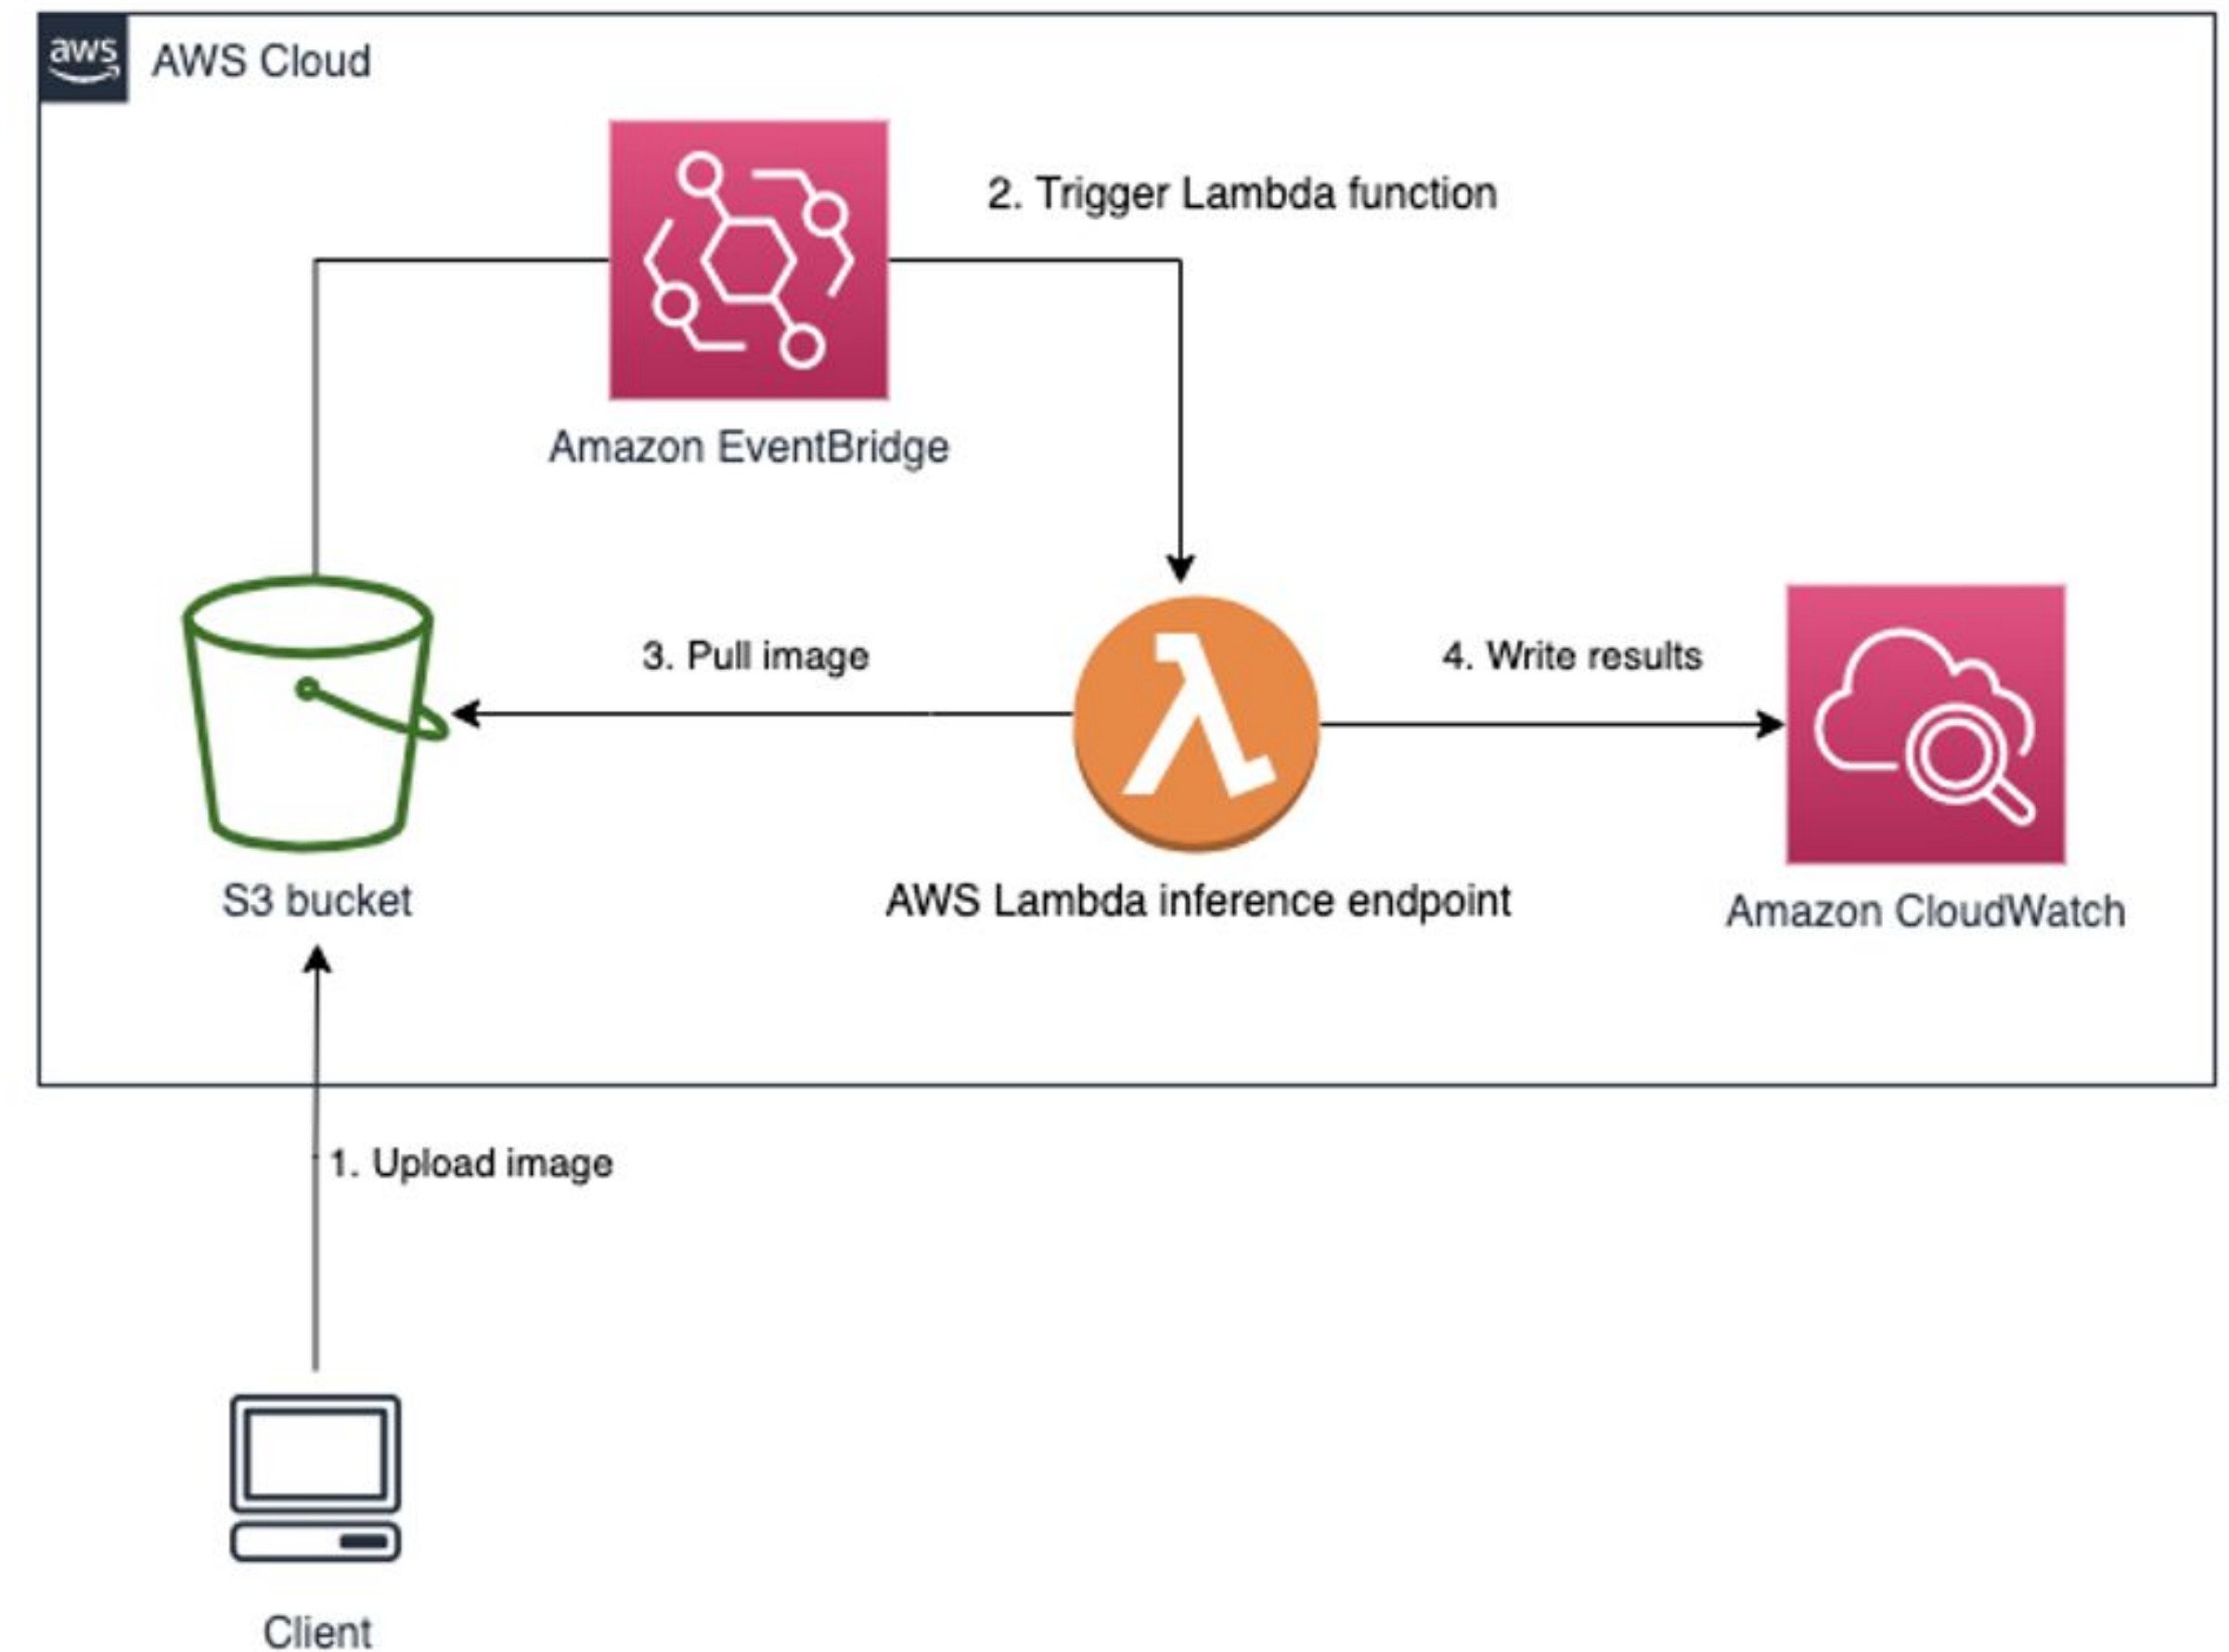 aws
AWS Cloud
2. Trigger Lambda function
Amazon EventBridge
3. Pull image
4. Write results
S3 bucket
AWS Lambda inference endpoint
Amazon CloudWatch
1. Upload image
Client